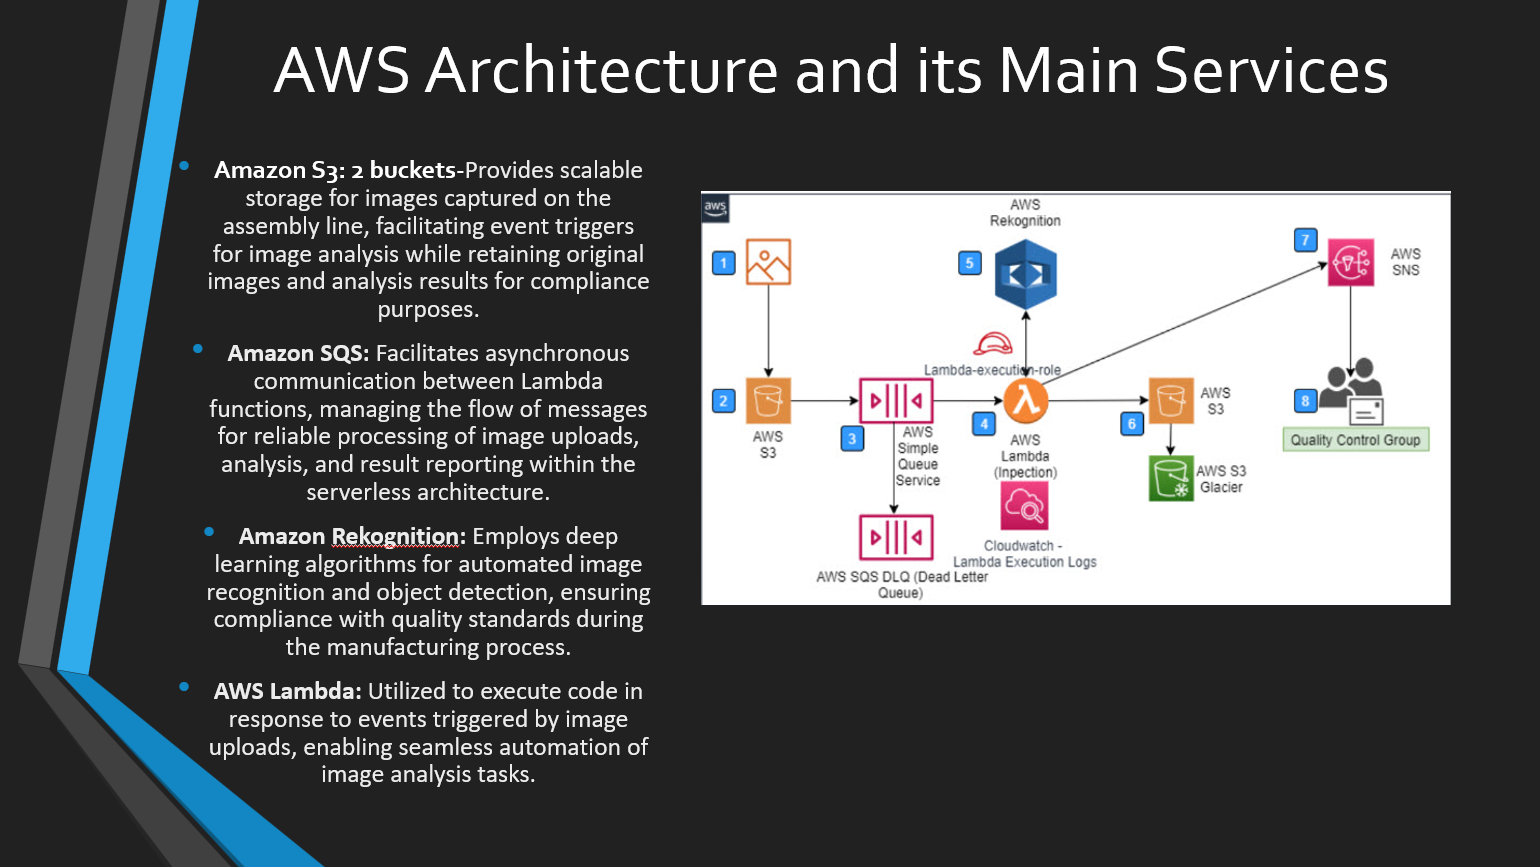 AWS Architecture and its Main Services
Amazon S3: 2 buckets-Provides scalable
storage for images captured on the
assembly line, facilitating event triggers
for image analysis while retaining original
images and analysis results for compliance
purposes.
Amazon SQS: Facilitates asynchronous
communication between Lambda
functions, managing the flow of messages
for reliable processing of image uploads,
analysis, and result reporting within the
serverless architecture.
Amazon Rekognition: Employs deep
learning algorithms for automated image
recognition and object detection, ensuring
compliance with quality standards during
the manufacturing process.
AWS Lambda: Utilized to execute code in
response to events triggered by image
uploads, enabling seamless automation of
image analysis tasks.
aws
1
2
AWS
S3
3
AWS
Simple
Queue
Service
AWS SQS DLQ (Dead Letter
Queue)
4
AWS
Lambda
(Inpection)
Lambda-execution-role
Cloudwatch -
Lambda Execution Logs
5
AWS
Rekognition
6
AWS
S3
AWS S3
Glacier
7
AWS
SNS
8
Quality Control Group